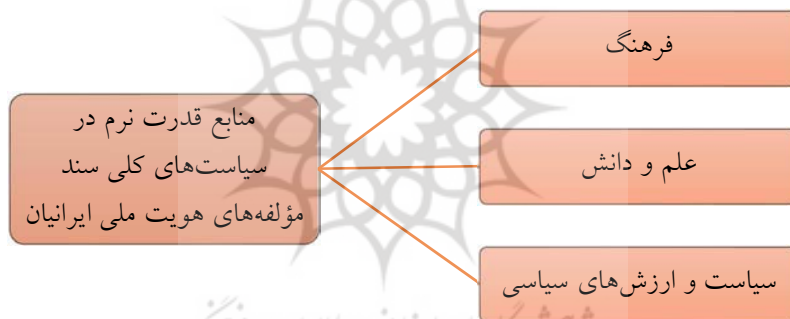 فرهنگ
منابع قدرت نرم در
سیاست‌های کلی سند
مؤلفه‌های هویت ملی ایرانیان
علم و دانش
سیاست و ارزش‌های سیاسی